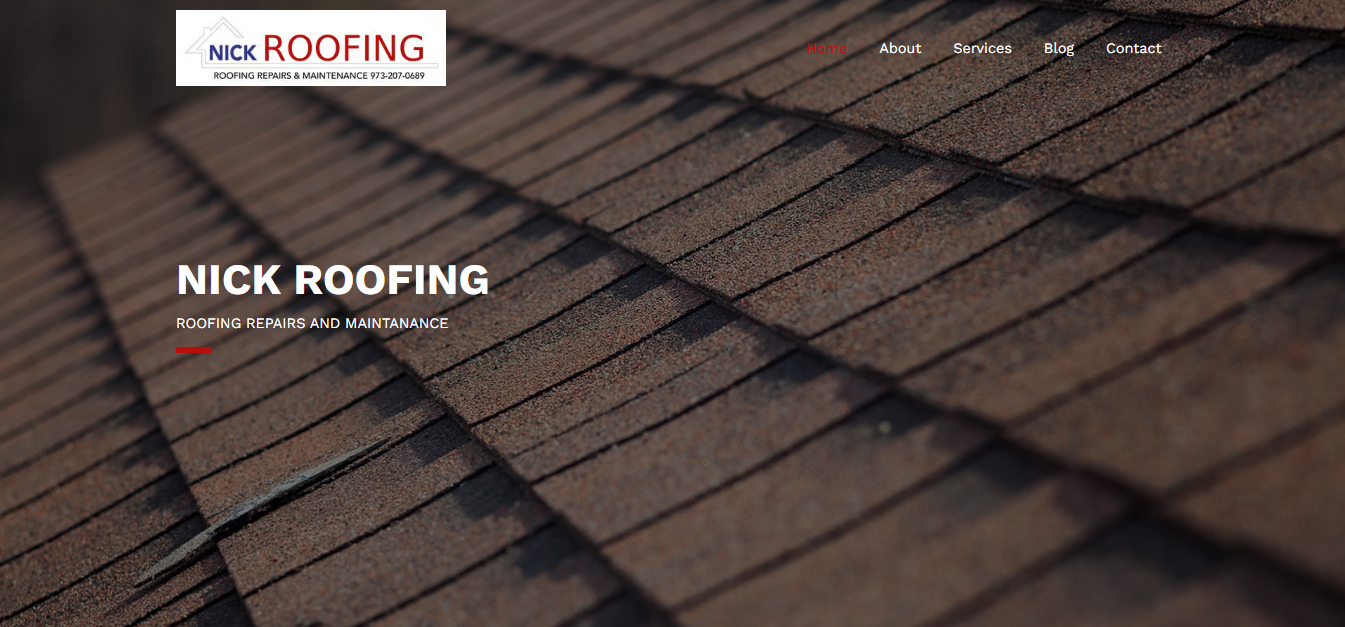 NICK ROOFING
ROOFING REPAIRS & MAINTENANCE 973-207-0689
Home About Services Blog Contact
NICK ROOFING
ROOFING REPAIRS AND MAINTANANCE